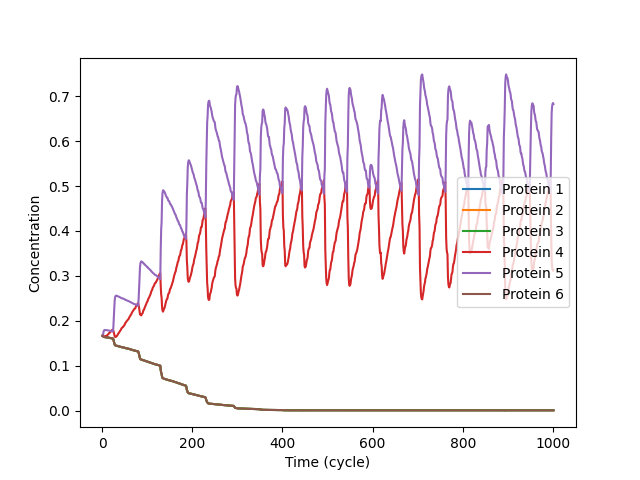 0.7
0.6
0.5
0.4
0.3
0.2
0.1
0.0
Concentration
Protein 1
Protein 2
Protein 3
Protein 4
Protein 5
Protein 6
0 200 400 600 800 1000
Time (cycle)